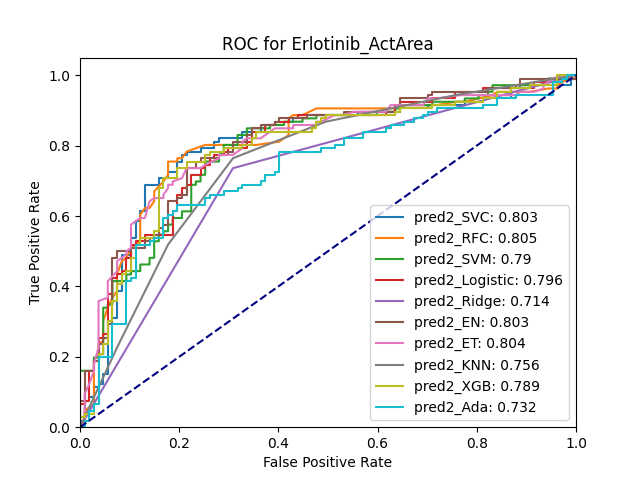 ROC for Erlotinib_ActArea
True Positive Rate
1.0
0.8
0.6
0.4
0.2
0.0
pred2_SVC: 0.803
pred2_RFC: 0.805
pred2_SVM: 0.79
pred2_Logistic: 0.796
pred2_Ridge: 0.714
pred2_EN: 0.803
pred2_ET: 0.804
pred2_KNN: 0.756
pred2_XGB: 0.789
pred2_Ada: 0.732
0.0 0.2 0.4 0.6 0.8 1.0
False Positive Rate